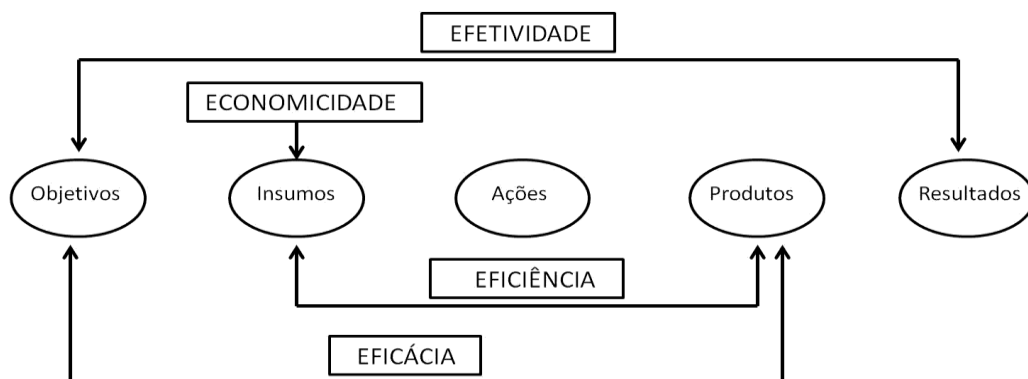 EFETIVIDADE
ECONOMICIDADE
Objetivos
Insumos
Ações
Produtos
Resultados
EFICIÊNCIA
EFICÁCIA